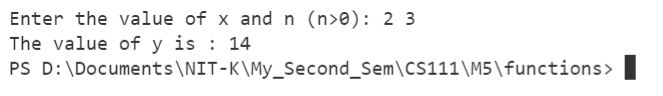 Enter the value of x and n (n>0): 2 3
The value of y is : 14
PS D:\Documents\NIT-K\My_Second_Sem\CS111\M5\functions>